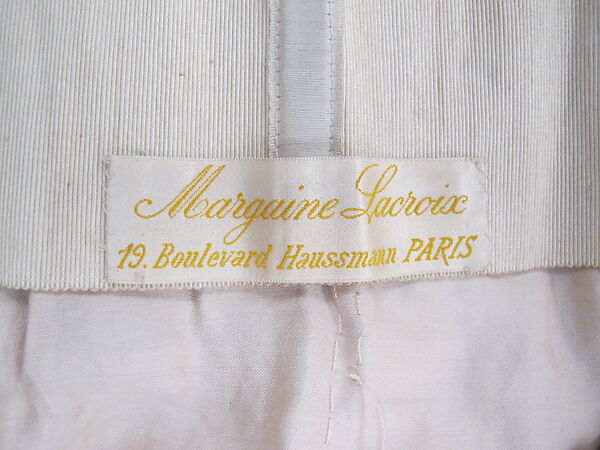 Margaine Lacroix
19. Boulevard Haussmann PARIS